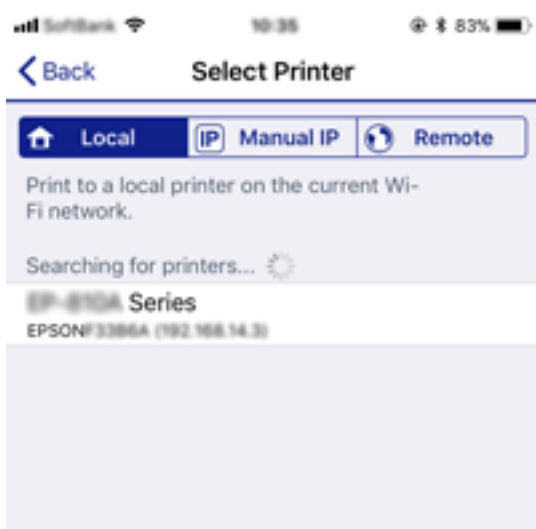 10:35 83%
Back Select Printer
Local IP Manual IP Remote
Print to a local printer on the current Wi-
Fi network.
Searching for printers...
Series
EPSON